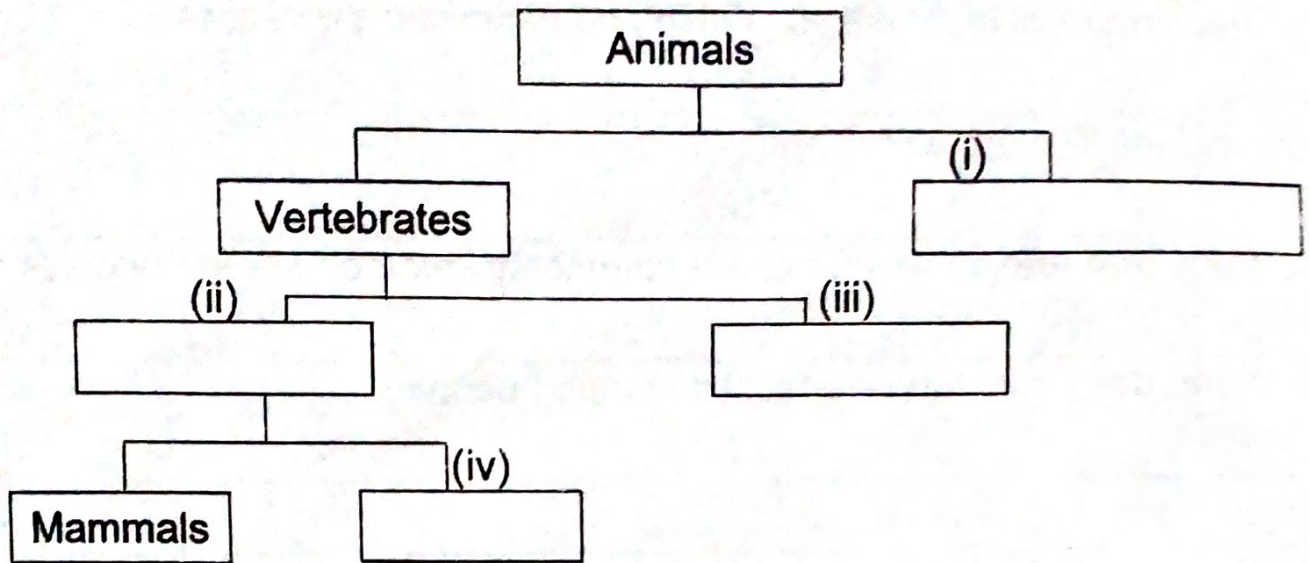 Animals
(i)
Vertebrates
(ii)
(iii)
(iv)
Mammals